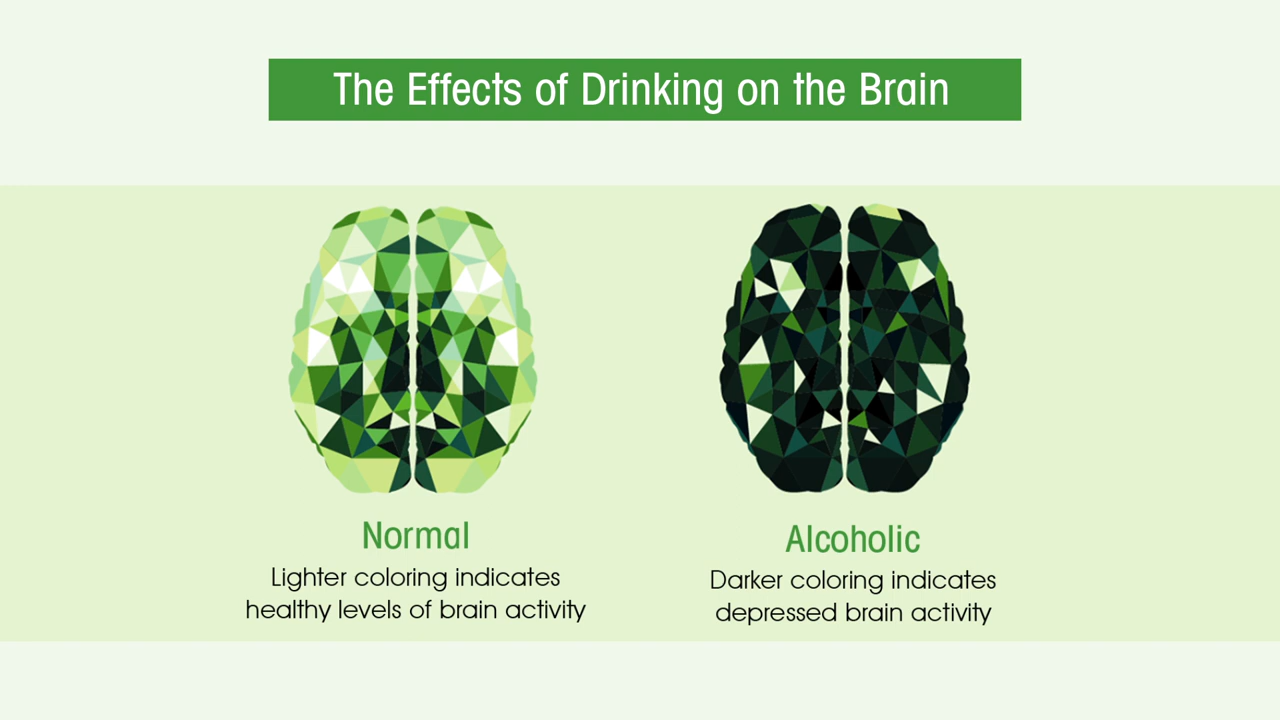 The Effects of Drinking on the Brain
Normal
Lighter coloring indicates
healthy levels of brain activity
Alcoholic
Darker coloring indicates
depressed brain activity